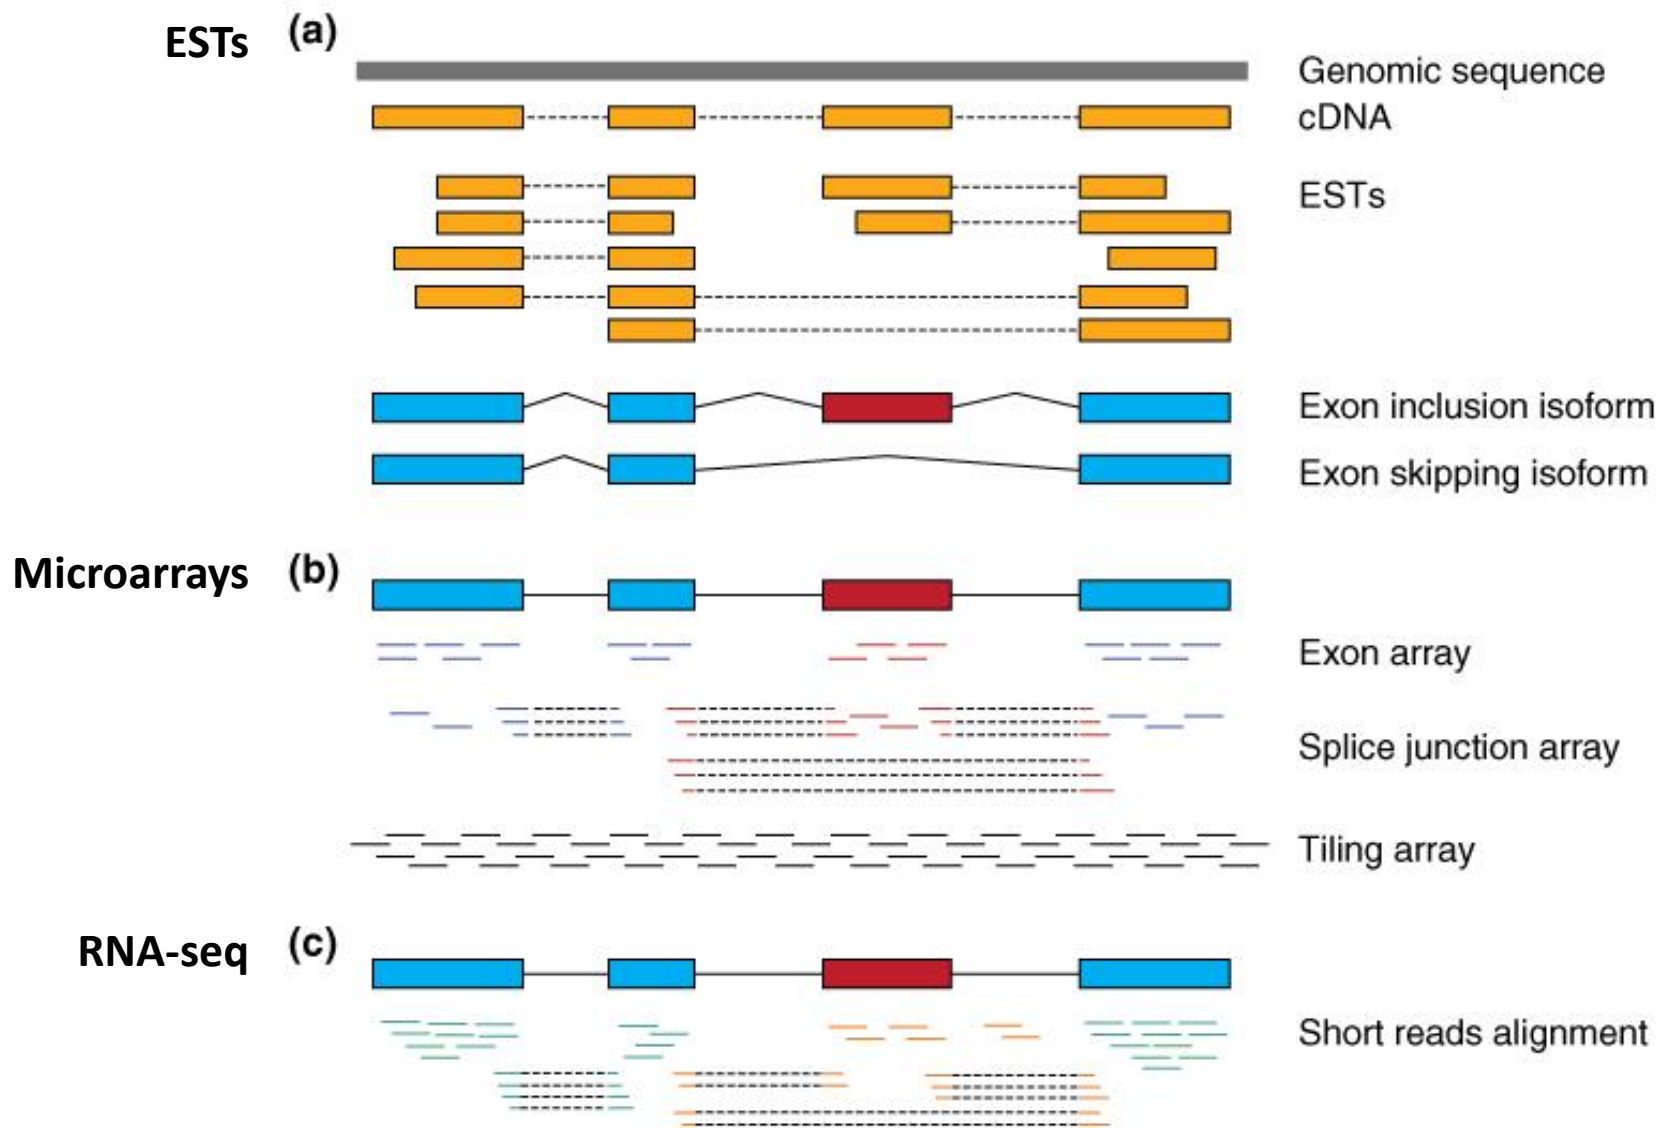 ESTs
(a)
Genomic sequence
cDNA
ESTs
Exon inclusion isoform
Exon skipping isoform
Microarrays
(b)
Exon array
Splice junction array
Tiling array
RNA-seq
(c)
Short reads alignment